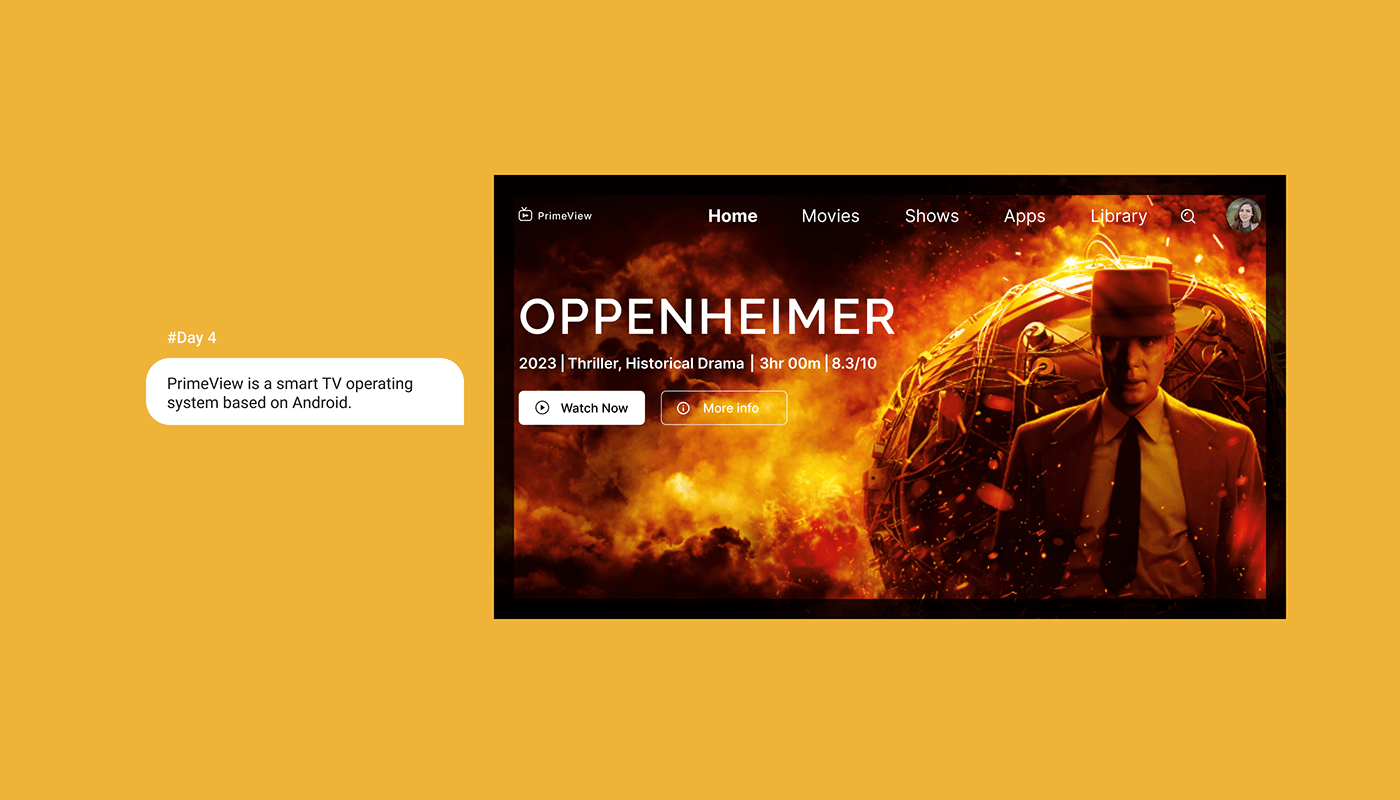 #Day 4
PrimeView is a smart TV operating
system based on Android.
PrimeView
Home Movies Shows Apps Library
OPPENHEIMER
2023 | Thriller, Historical Drama | 3hr 00m | 8.3/10
Watch Now More info